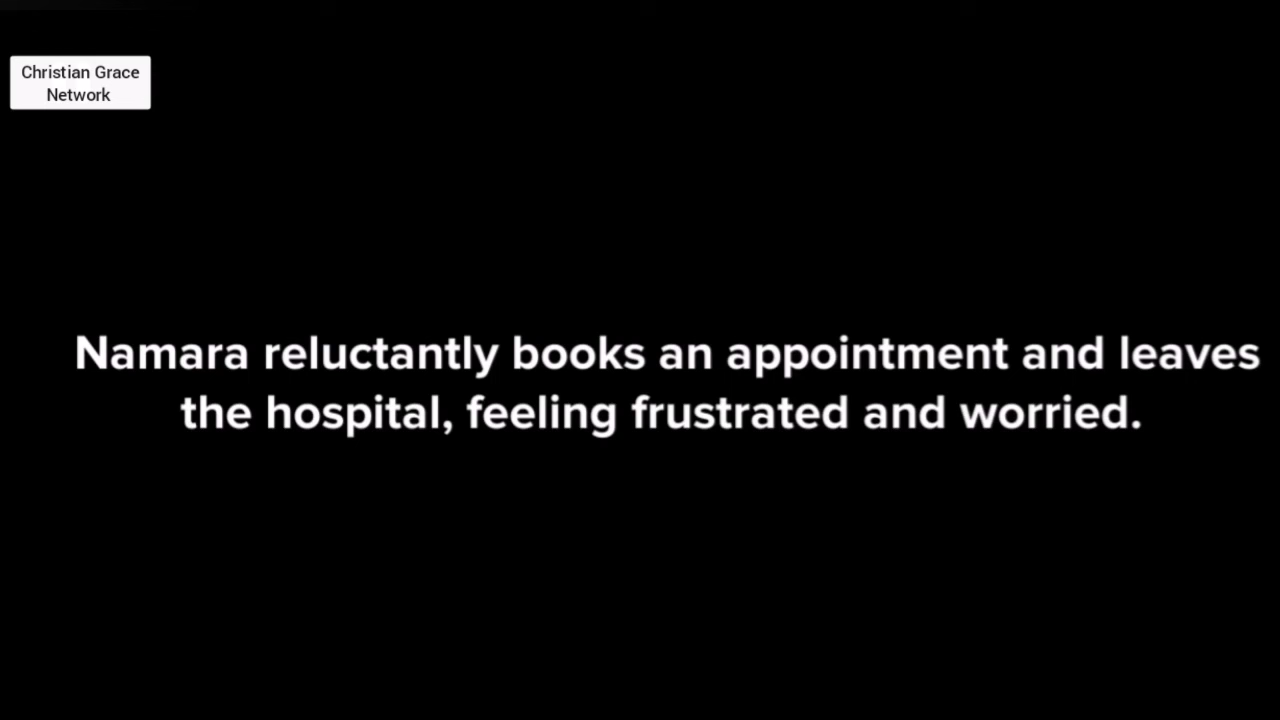 Christian Grace
Network
Namara reluctantly books an appointment and leaves
the hospital, feeling frustrated and worried.